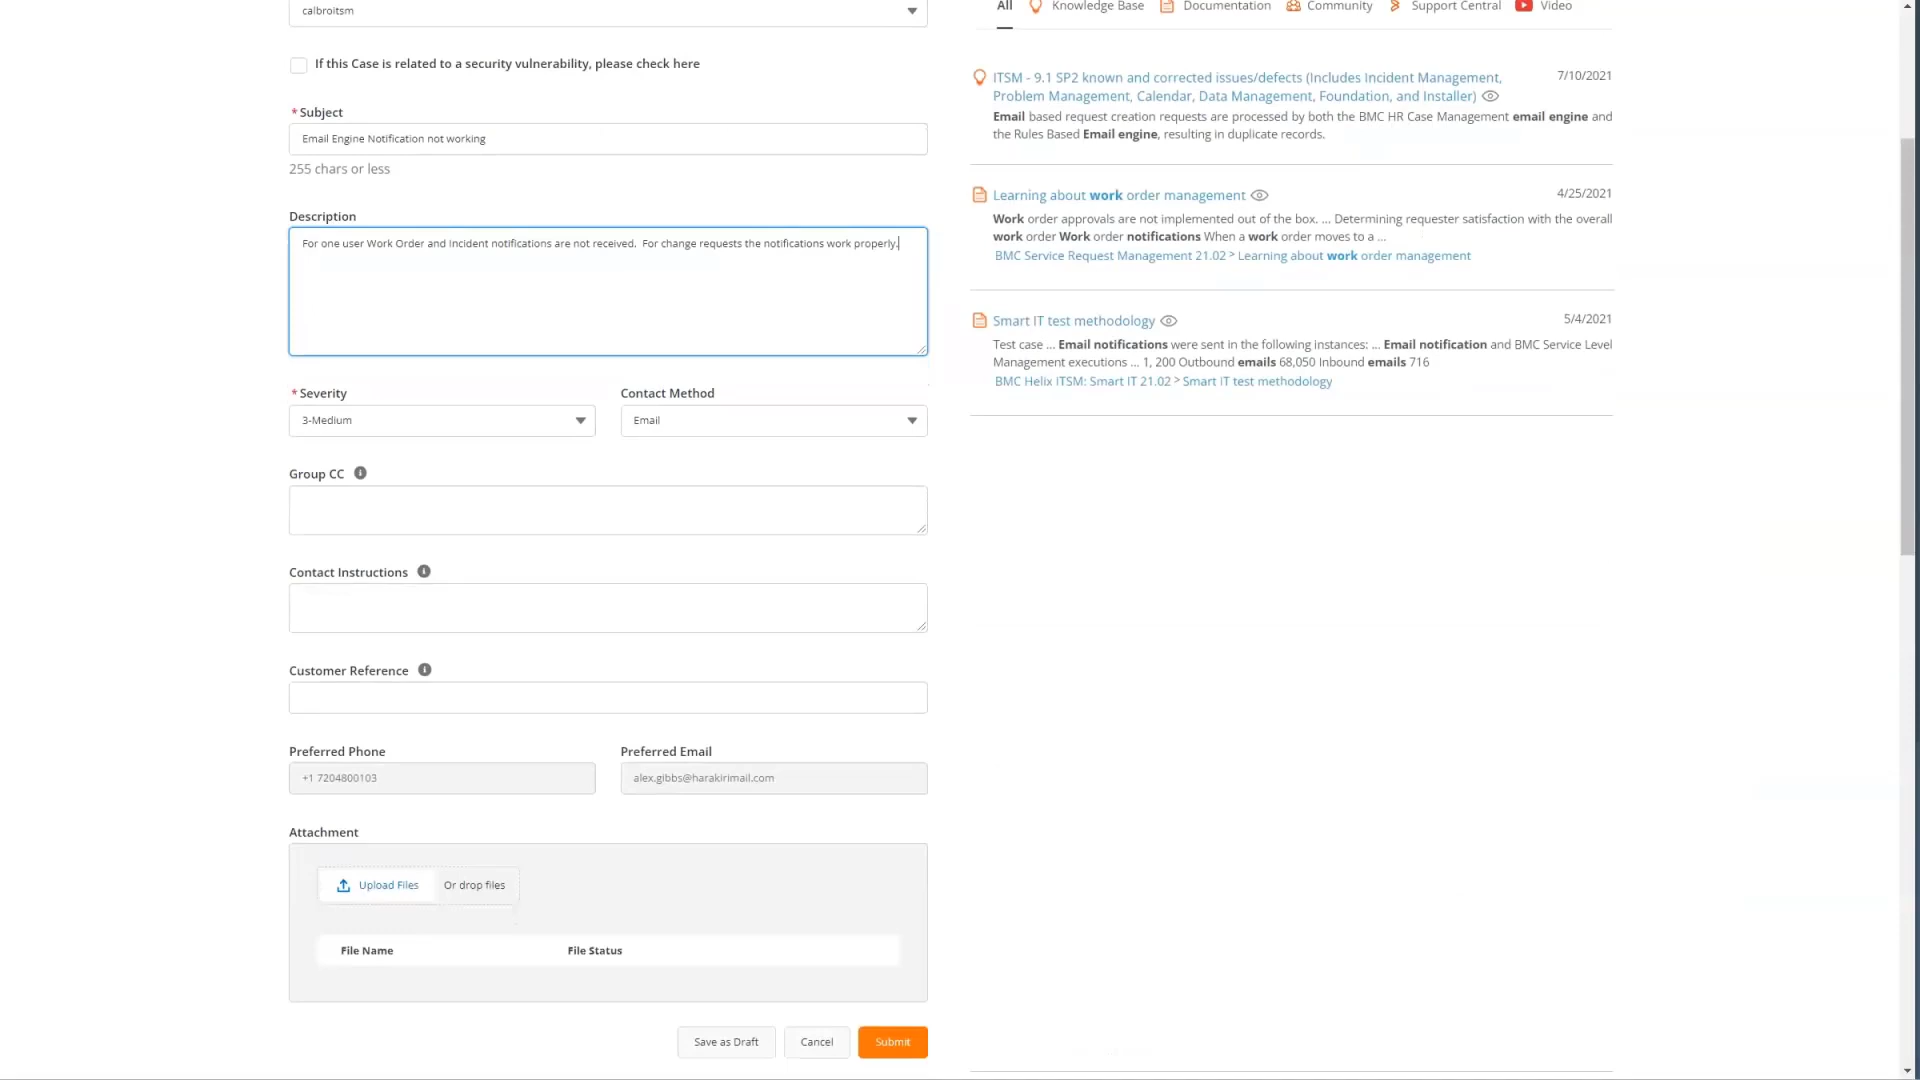 calbroitsm
If this Case is related to a security vulnerability, please check here
* Subject
Email Engine Notification not working
255 chars or less
Description
For one user Work Order and Incident notifications are not received.  For change requests the notifications work properly.
* Severity
Contact Method
3-Medium
Email
Group CC
Contact Instructions
Customer Reference
Preferred Phone
Preferred Email
+1 7204800103
alex.gibbs@harakirimail.com
Attachment
Upload Files
Or drop files
File Name
File Status
Save as Draft
Cancel
Submit
All
Knowledge Base
Documentation
Community
Support Central
Video
ITSM - 9.1 SP2 known and corrected issues/defects (Includes Incident Management,
Problem Management, Calendar, Data Management, Foundation, and Installer)
7/10/2021
Email based request creation requests are processed by both the BMC HR Case Management email engine and
the Rules Based Email engine, resulting in duplicate records.
Learning about work order management
4/25/2021
Work order approvals are not implemented out of the box. ... Determining requester satisfaction with the overall
work order Work order notifications When a work order moves to a ...
BMC Service Request Management 21.02 > Learning about work order management
Smart IT test methodology
5/4/2021
Test case ... Email notifications were sent in the following instances: ... Email notification and BMC Service Level
Management executions ... 1, 200 Outbound emails 68,050 Inbound emails 716
BMC Helix ITSM: Smart IT 21.02 > Smart IT test methodology